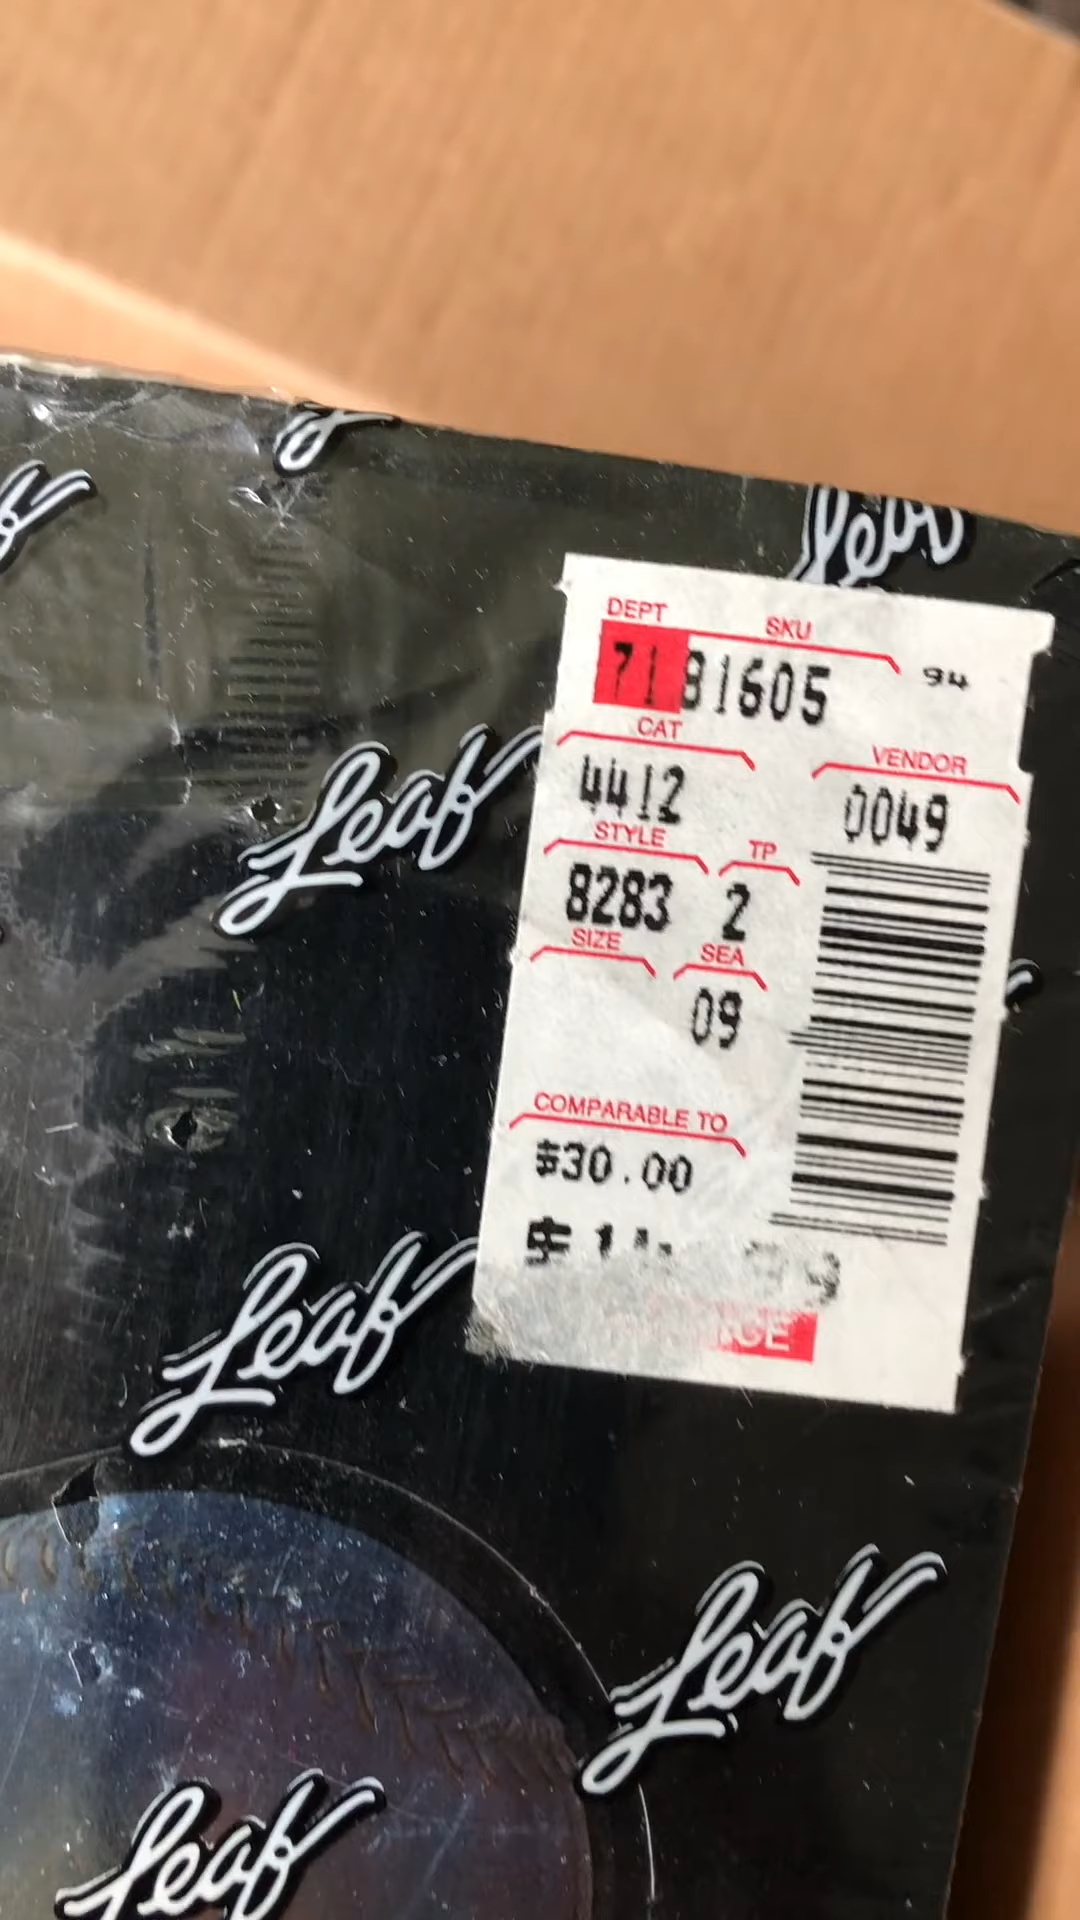 Leaf
DEPT SKU
71 81605 94
CAT
4412
VENDOR
0049
STYLE TP
8283 2
SIZE SEA
09
COMPARABLE TO
$30.00
Leaf
Leaf
Leaf
Leaf